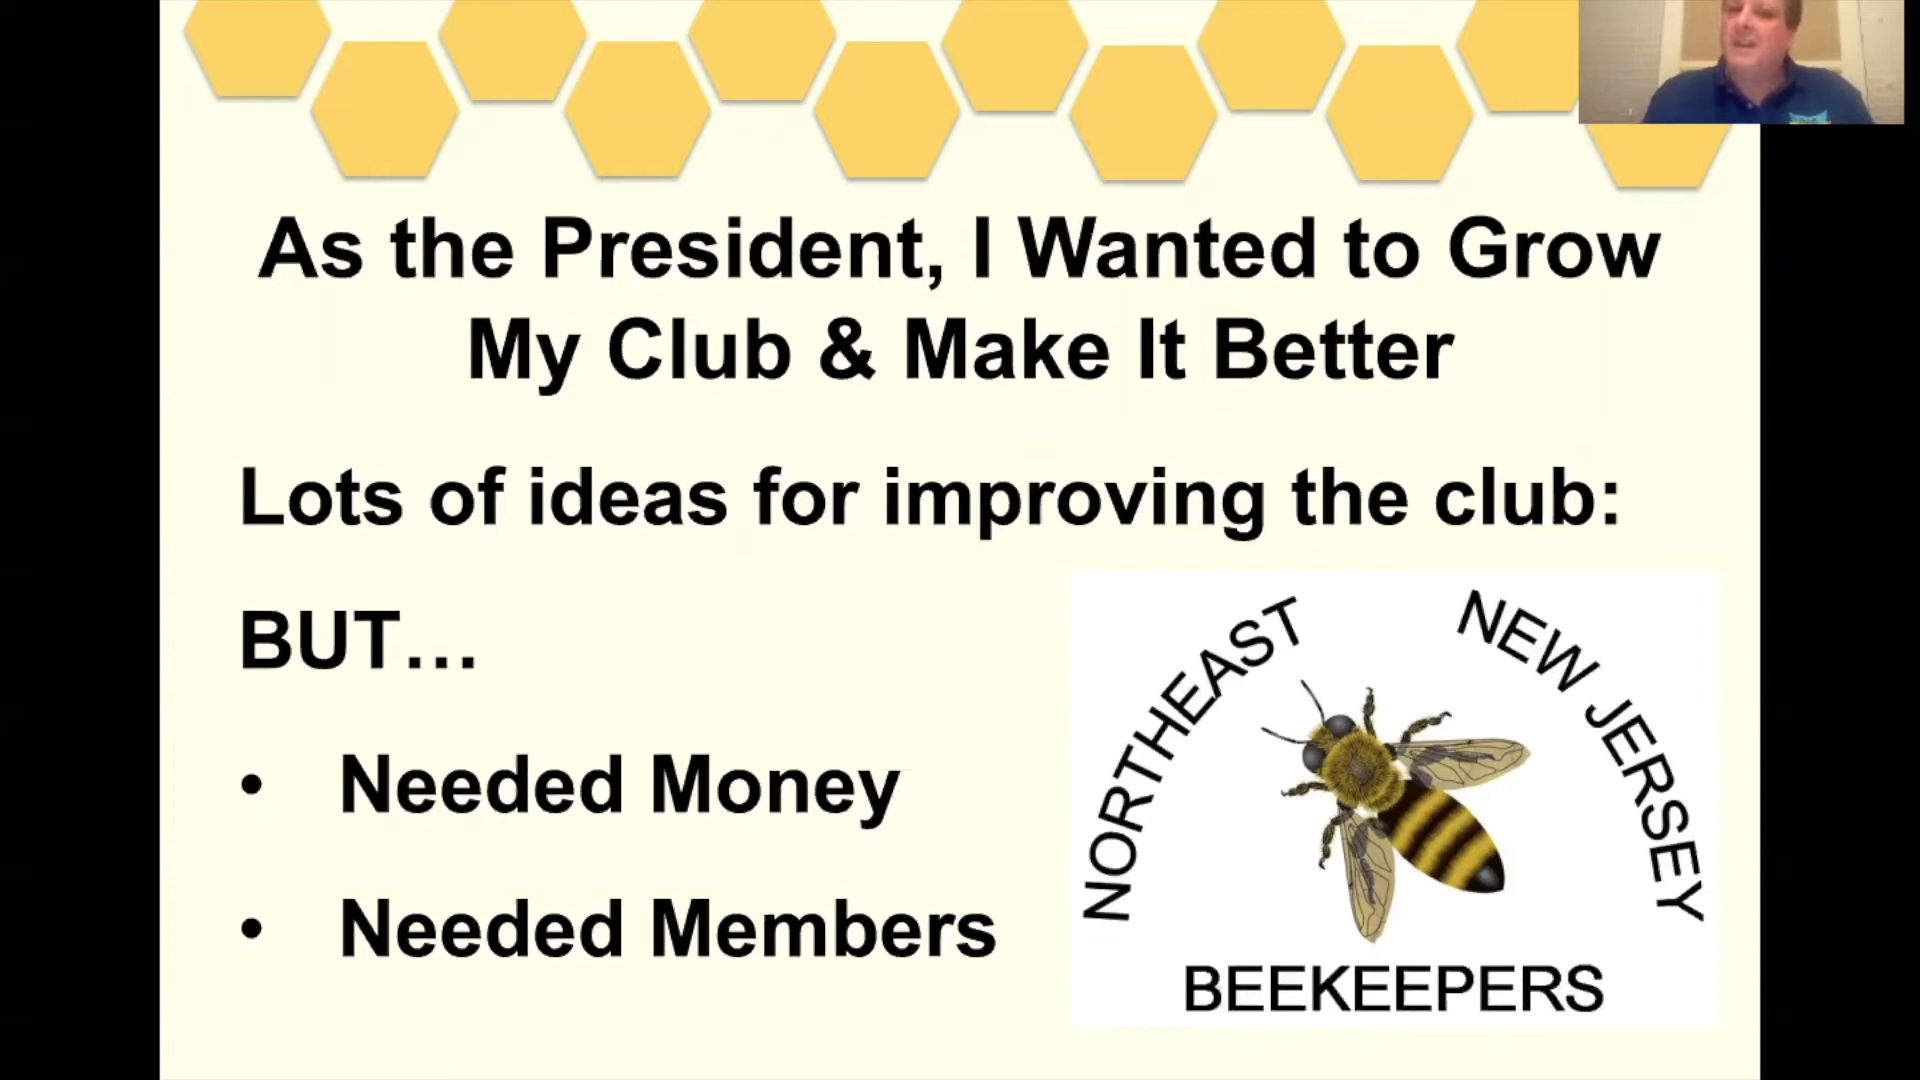 As the President, I Wanted to Grow
My Club & Make It Better
Lots of ideas for improving the club:
BUT…
• Needed Money
• Needed Members
NORTHEAST NEW JERSEY
BEEKEEPERS